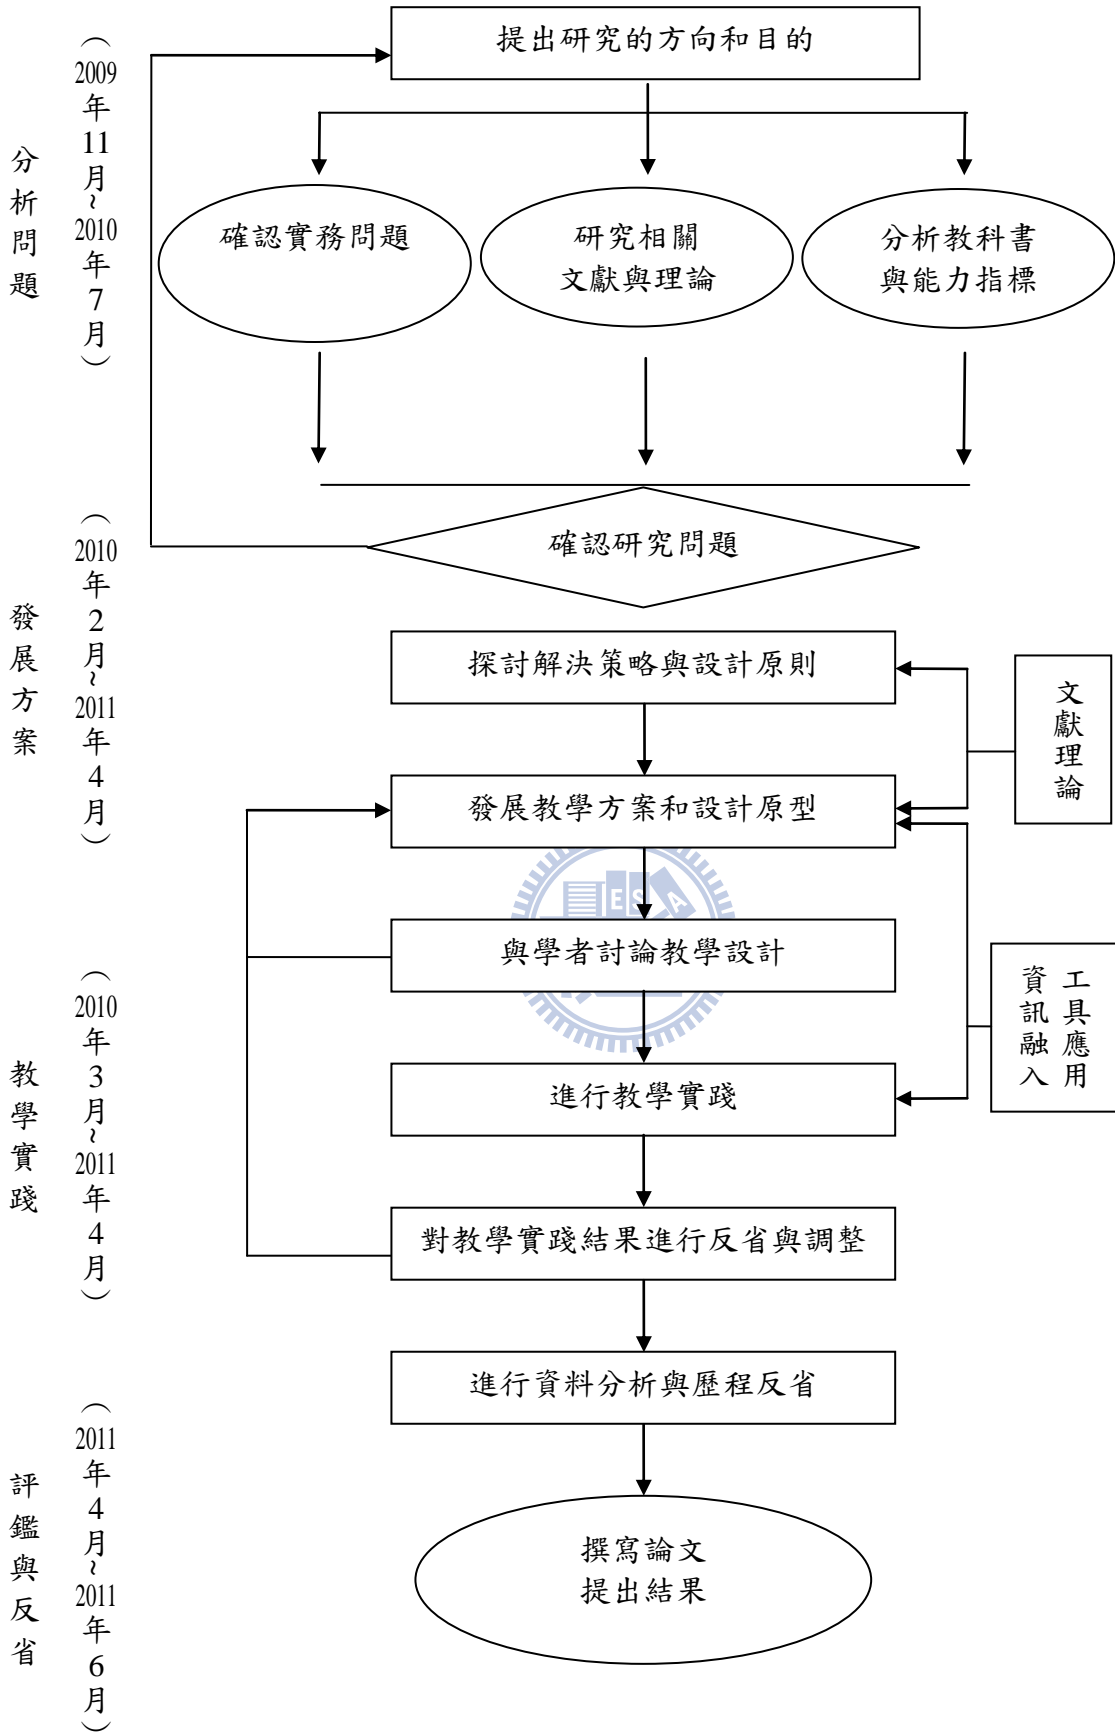 提出研究的方向和目的
分析問題
（2009年11月~2010年7月）
確認實務問題
研究相關
文獻與理論
分析教科書
與能力指標
確認研究問題
發展方案
（2010年2月~2011年4月）
探討解決策略與設計原則
文獻理論
發展教學方案和設計原型
ESA
與學者討論教學設計
工具應用
資訊融入
教學實踐
（2010年3月~2011年4月）
進行教學實踐
對教學實踐結果進行反省與調整
進行資料分析與歷程反省
評鑑與反省
（2011年4月~2011年6月）
撰寫論文
提出結果